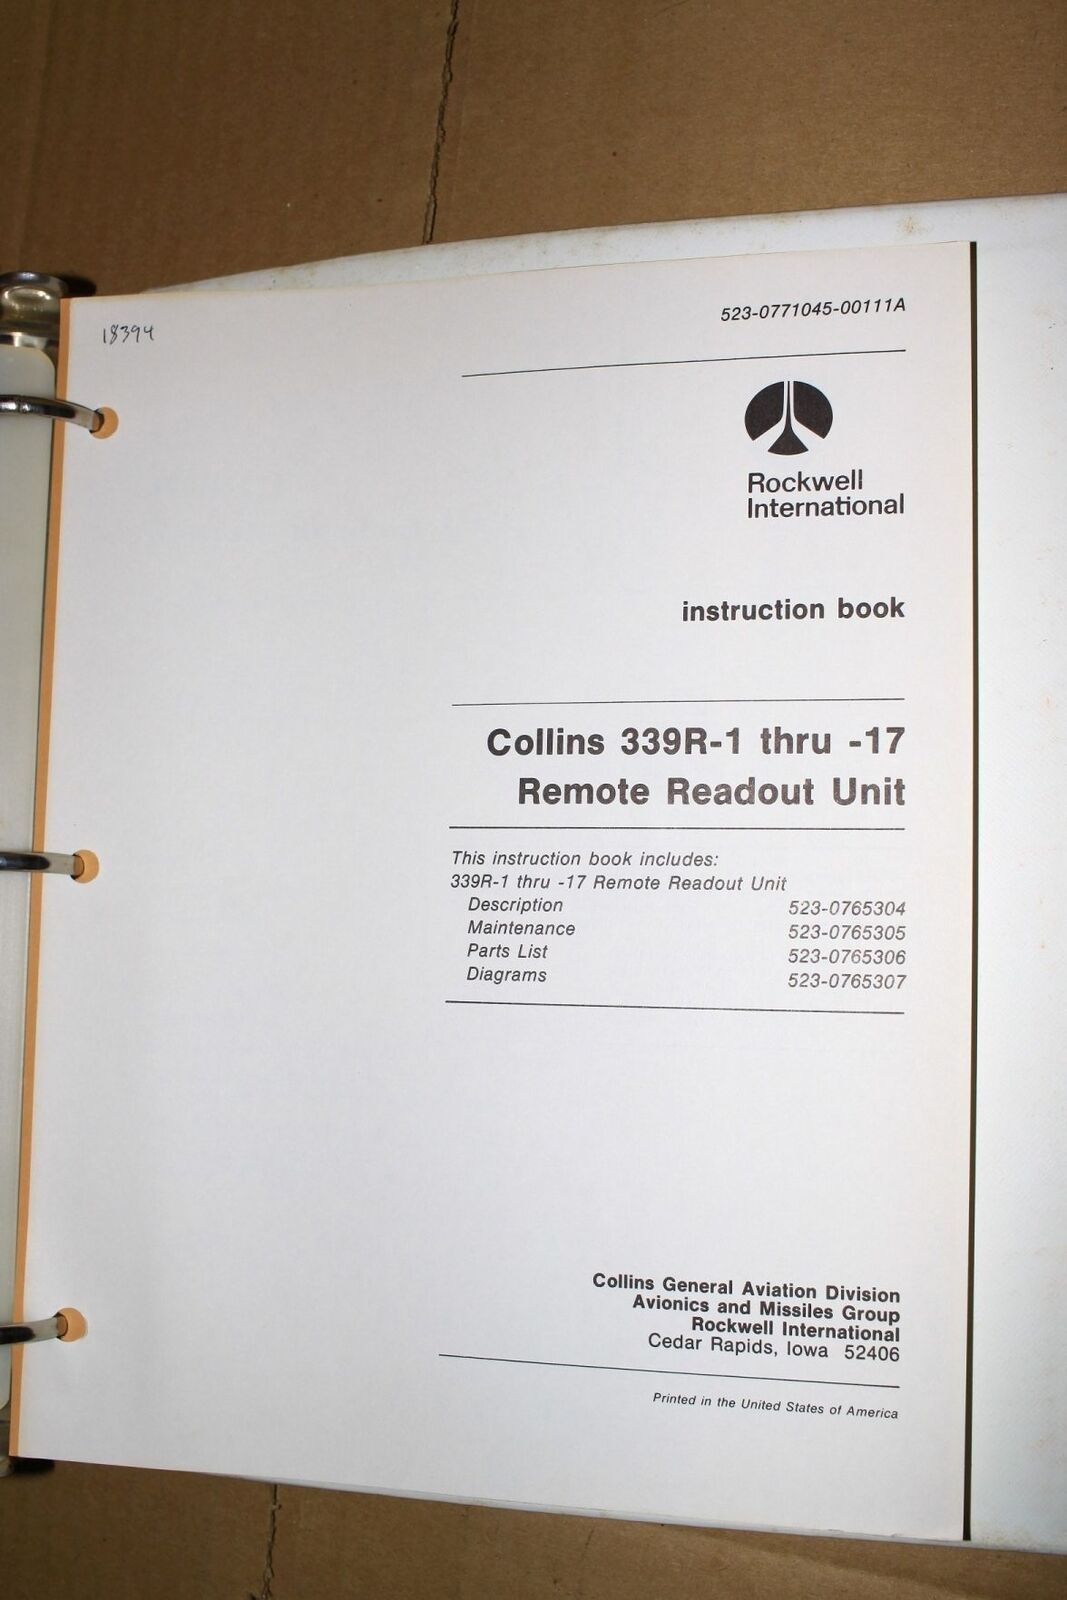 18394
523-0771045-00111A
Rockwell
International
instruction book
Collins 339R-1 thru -17
Remote Readout Unit
This instruction book includes:
339R-1 thru -17 Remote Readout Unit
Description 523-0765304
Maintenance 523-0765305
Parts List 523-0765306
Diagrams 523-0765307
Collins General Aviation Division
Avionics and Missiles Group
Rockwell International
Cedar Rapids, Iowa 52406
Printed in the United States of America